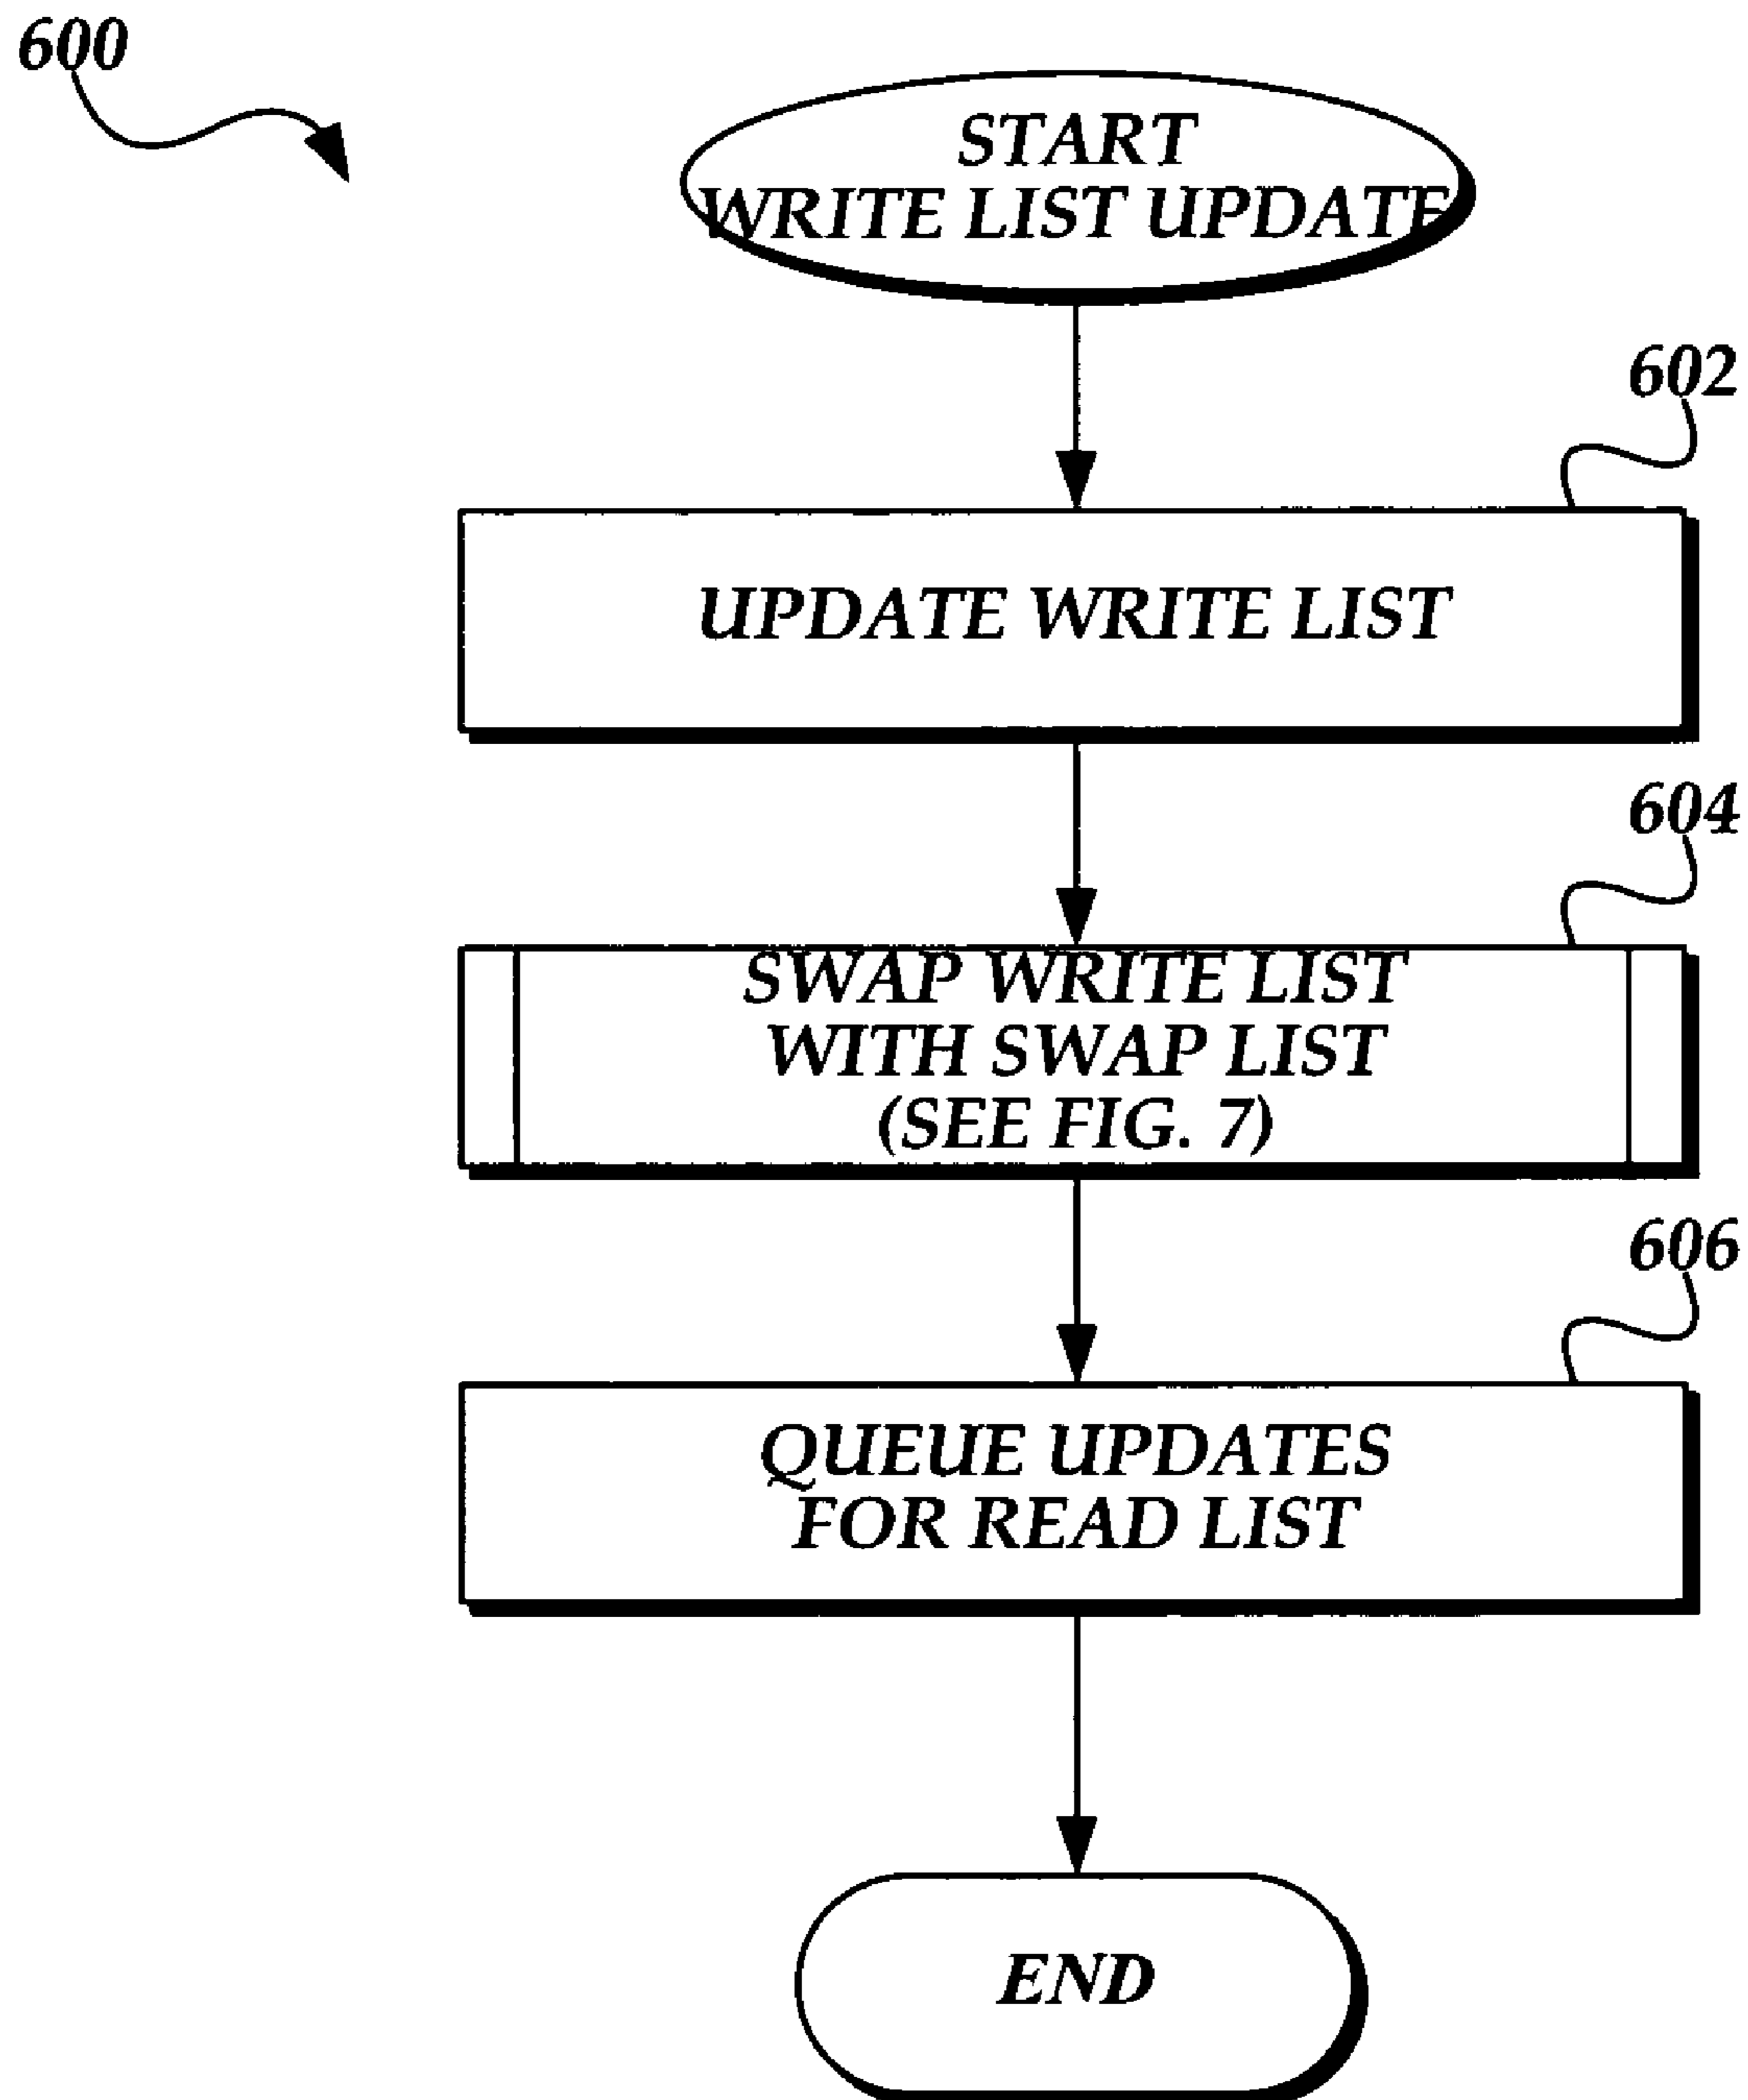 600
START
WRITE LIST UPDATE
602
UPDATE WRITE LIST
604
SWAP WRITE LIST
WITH SWAP LIST
(SEE FIG. 7)
606
QUEUE UPDATES
FOR READ LIST
END